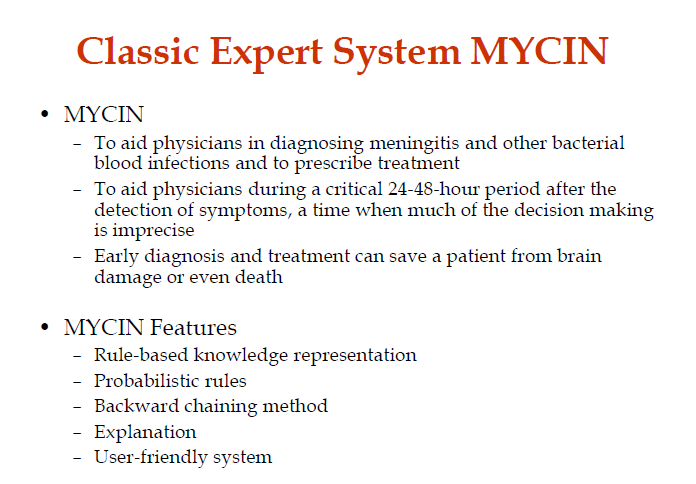 Classic Expert System MYCIN
• MYCIN
– To aid physicians in diagnosing meningitis and other bacterial
blood infections and to prescribe treatment
– To aid physicians during a critical 24-48-hour period after the
detection of symptoms, a time when much of the decision making
is imprecise
– Early diagnosis and treatment can save a patient from brain
damage or even death
• MYCIN Features
– Rule-based knowledge representation
– Probabilistic rules
– Backward chaining method
– Explanation
– User-friendly system